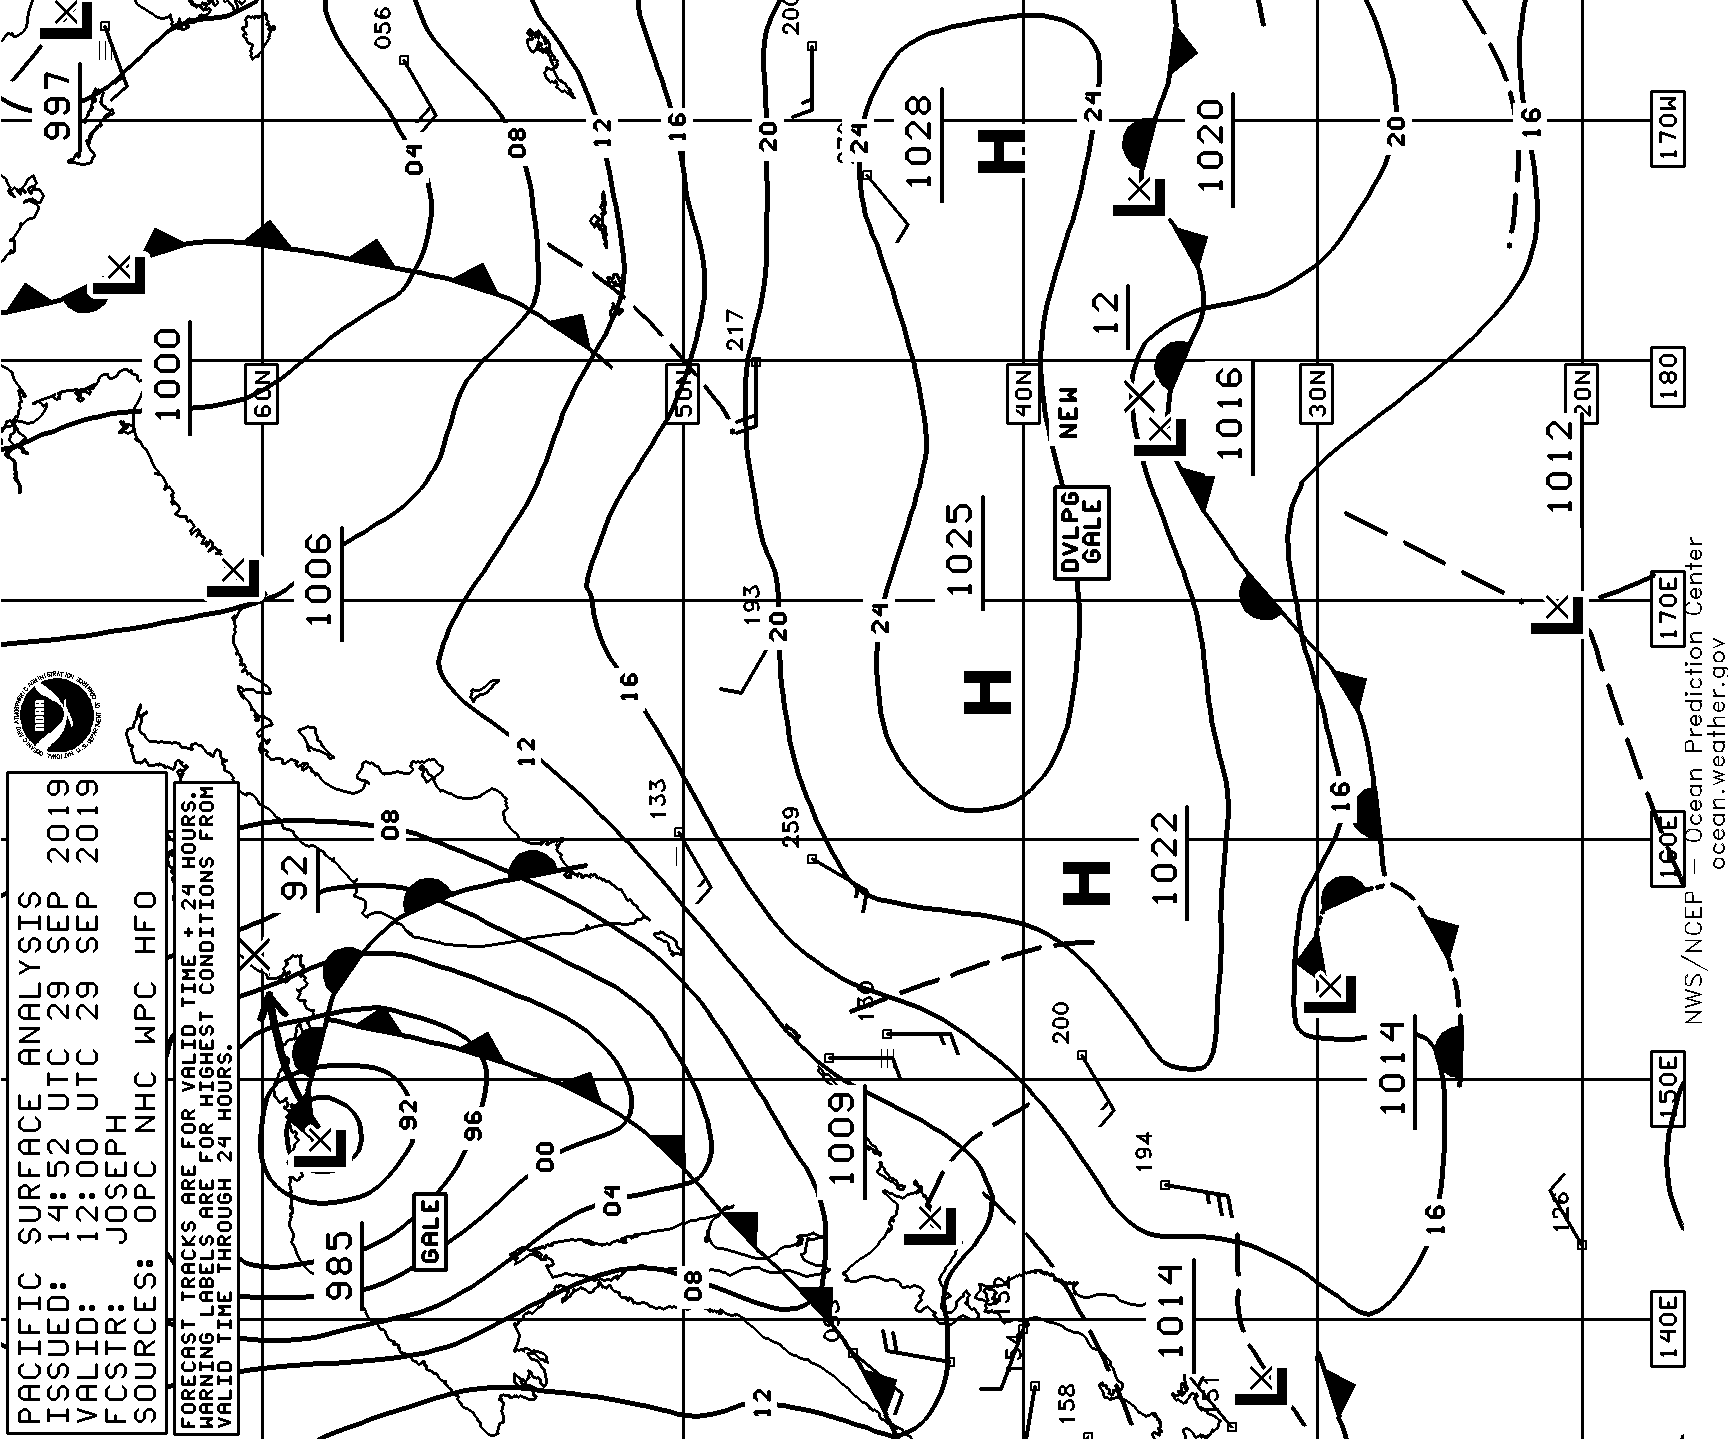 PACIFIC SURFACE ANALYSIS
ISSUED: 14:52 UTC 29 SEP 2019
VALID: 12:00 UTC 29 SEP 2019
FCSTR: JOSEPH
SOURCES: OPC NHC WPC HFO
FORECAST TRACKS ARE FOR VALID TIME + 24 HOURS.
WARNING LABELS ARE FOR HIGHEST CONDITIONS FROM
VALID TIME THROUGH 24 HOURS.
NOAA
60N
50N
40N
30N
20N
140E
150E
160E
170E
180
170W
985
GALE
92
L
92
96
00
04
08
08
12
12
1006
L
1000
L
997
L
04
08
12
16
20
24
24
20
16
H
1028
L
1020
12
L
1016
NEW
DVLPG
GALE
1025
H
24
20
16
H
1022
1012
L
16
L
1014
16
1009
L
1014
L
056
200
217
193
133
259
200
194
158
126
NWS/NCEP – Ocean Prediction Center
ocean.weather.gov